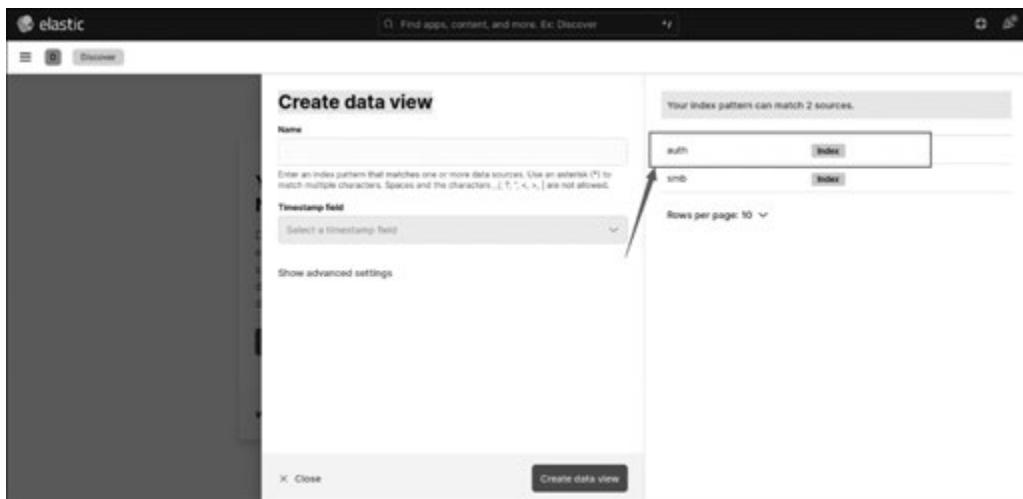 elastic
Find apps, content, and more. Ex: Discover
D
Discover
Create data view
Name
Enter an index pattern that matches one or more data sources. Use an asterisk (*) to
match multiple characters. Spaces and the characters , /, ?, ", <, >, | are not allowed.
Timestamp field
Select a timestamp field
Show advanced settings
× Close
Create data view
Your index pattern can match 2 sources.
auth Index
smb Index
Rows per page: 10